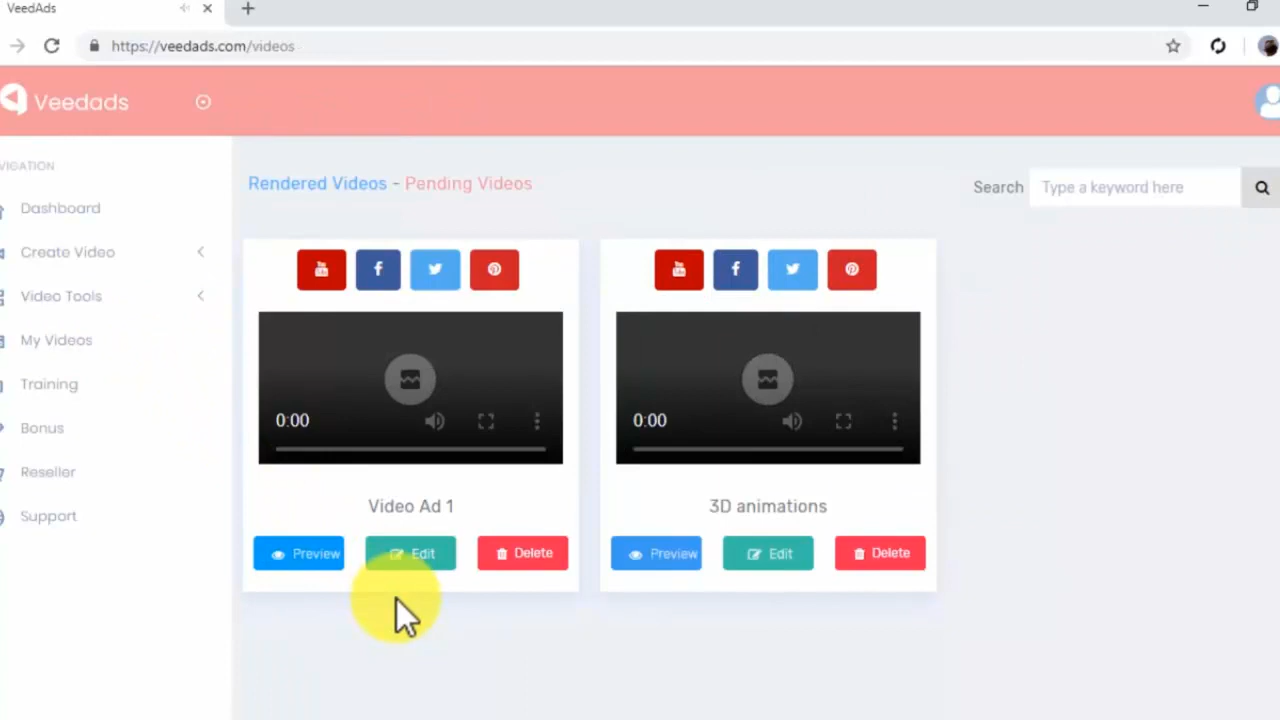 VeedAds
https://veedads.com/videos
Veedads
VIGATION
Dashboard
Create Video
Video Tools
My Videos
Training
Bonus
Reseller
Support
Rendered Videos - Pending Videos
Search
Type a keyword here
0:00
Video Ad 1
Preview
Edit
Delete
0:00
3D animations
Preview
Edit
Delete